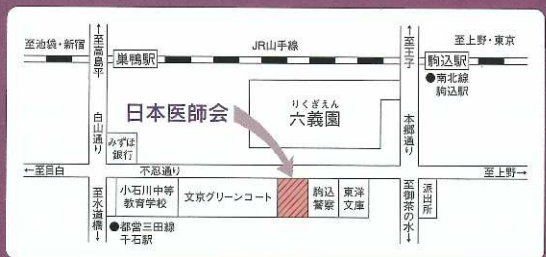 至池袋・新宿
←至高島平
巣鴨駅
JR山手線
←至王子
駒込駅
至上野・東京
●南北線
駒込駅
白山通り
日本医師会
りくぎえん
六義園
本郷通り
みずほ
銀行
←至目白
不忍通り
至上野→
至水道橋→
小石川中等
教育学校
文京グリーンコート
駒込
警察
東洋
文庫
至御茶の水→
派出所
●都営三田線
千石駅